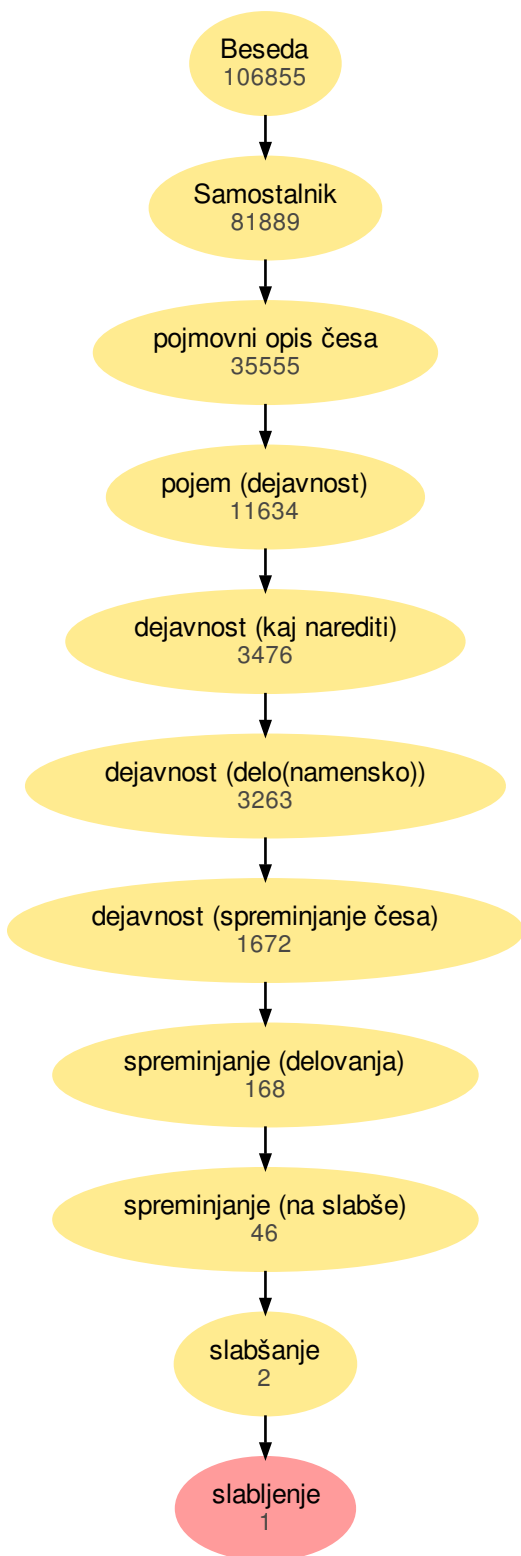 Beseda
106855
Samostalnik
81889
pojmovni opis česa
35555
pojem (dejavnost)
11634
dejavnost (kaj narediti)
3476
dejavnost (delo(namensko))
3263
dejavnost (spreminjanje česa)
1672
spreminjanje (delovanja)
168
spreminjanje (na slabše)
46
slabšanje
2
slabljenje
1